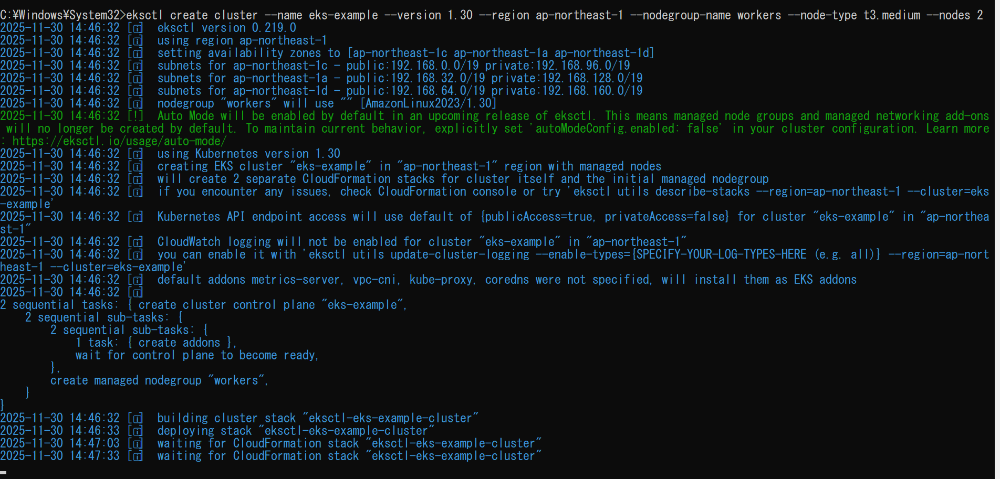 C:¥Windows¥System32>eksctl create cluster --name eks-example --version 1.30 --region ap-northeast-1 --nodegroup-name workers --node-type t3.medium --nodes 2
2025-11-30 14:46:32 [ℹ]  eksctl version 0.219.0
2025-11-30 14:46:32 [ℹ]  using region ap-northeast-1
2025-11-30 14:46:32 [ℹ]  setting availability zones to [ap-northeast-1c ap-northeast-1a ap-northeast-1d]
2025-11-30 14:46:32 [ℹ]  subnets for ap-northeast-1c - public:192.168.0.0/19 private:192.168.96.0/19
2025-11-30 14:46:32 [ℹ]  subnets for ap-northeast-1a - public:192.168.32.0/19 private:192.168.128.0/19
2025-11-30 14:46:32 [ℹ]  subnets for ap-northeast-1d - public:192.168.64.0/19 private:192.168.160.0/19
2025-11-30 14:46:32 [ℹ]  nodegroup "workers" will use "" [AmazonLinux2023/1.30]
2025-11-30 14:46:32 [!]  Auto Mode will be enabled by default in an upcoming release of eksctl. This means managed node groups and managed networking add-ons
 will no longer be created by default. To maintain current behavior, explicitly set 'autoModeConfig.enabled: false' in your cluster configuration. Learn more
: https://eksctl.io/usage/auto-mode/
2025-11-30 14:46:32 [ℹ]  using Kubernetes version 1.30
2025-11-30 14:46:32 [ℹ]  creating EKS cluster "eks-example" in "ap-northeast-1" region with managed nodes
2025-11-30 14:46:32 [ℹ]  will create 2 separate CloudFormation stacks for cluster itself and the initial managed nodegroup
2025-11-30 14:46:32 [ℹ]  if you encounter any issues, check CloudFormation console or try 'eksctl utils describe-stacks --region=ap-northeast-1 --cluster=eks
-example'
2025-11-30 14:46:32 [ℹ]  Kubernetes API endpoint access will use default of {publicAccess=true, privateAccess=false} for cluster "eks-example" in "ap-northea
st-1"
2025-11-30 14:46:32 [ℹ]  CloudWatch logging will not be enabled for cluster "eks-example" in "ap-northeast-1"
2025-11-30 14:46:32 [ℹ]  you can enable it with 'eksctl utils update-cluster-logging --enable-types={SPECIFY-YOUR-LOG-TYPES-HERE (e.g. all)} --region=ap-nort
heast-1 --cluster=eks-example'
2025-11-30 14:46:32 [ℹ]  default addons metrics-server, vpc-cni, kube-proxy, coredns were not specified, will install them as EKS addons
2025-11-30 14:46:32 [ℹ]
2 sequential tasks: { create cluster control plane "eks-example",
    2 sequential sub-tasks: {
        2 sequential sub-tasks: {
            1 task: { create addons },
            wait for control plane to become ready,
        },
        create managed nodegroup "workers",
    }
}
2025-11-30 14:46:32 [ℹ]  building cluster stack "eksctl-eks-example-cluster"
2025-11-30 14:46:33 [ℹ]  deploying stack "eksctl-eks-example-cluster"
2025-11-30 14:47:03 [ℹ]  waiting for CloudFormation stack "eksctl-eks-example-cluster"
2025-11-30 14:47:33 [ℹ]  waiting for CloudFormation stack "eksctl-eks-example-cluster"